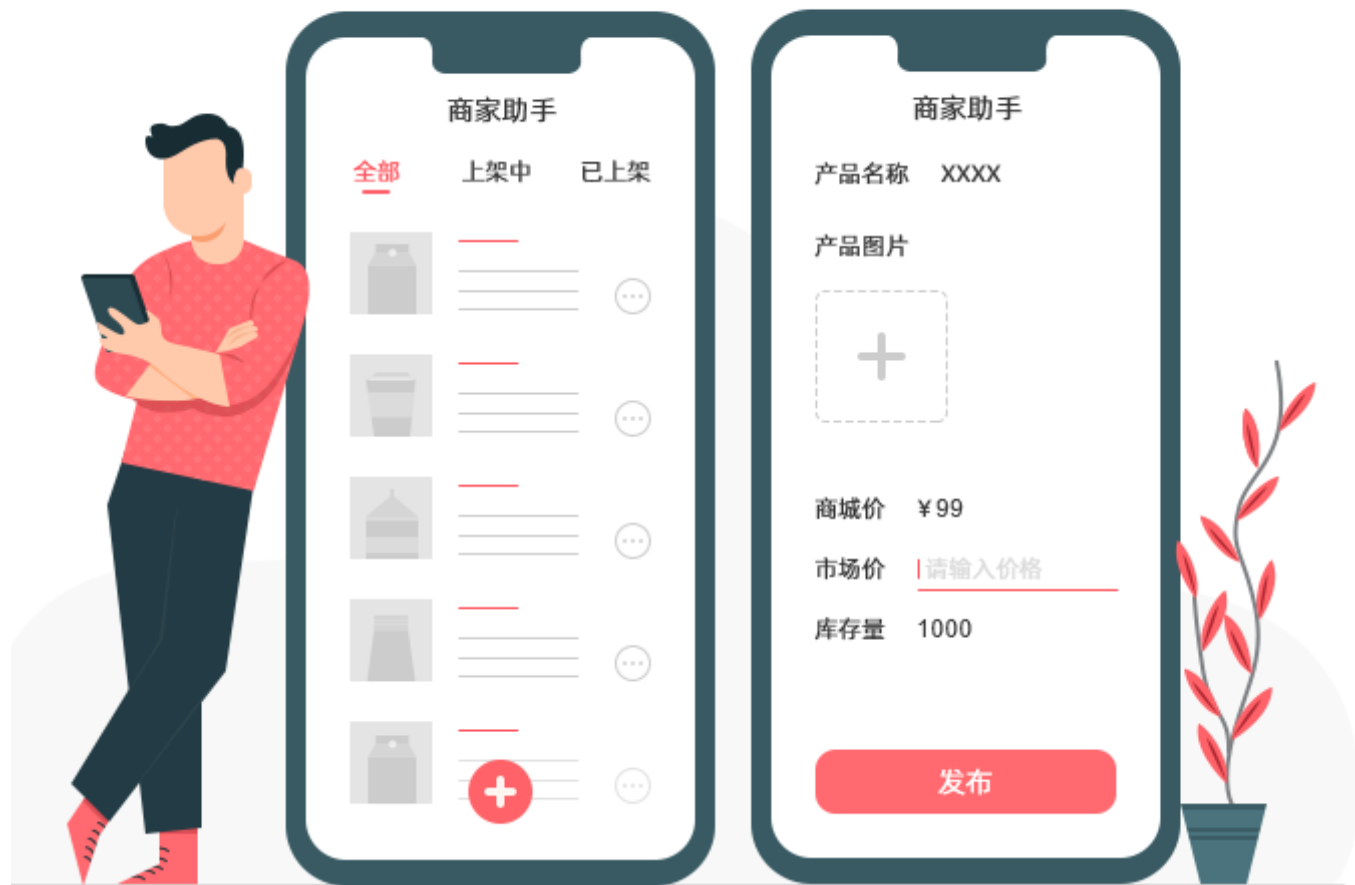 商家助手
全部 上架中 已上架
商家助手
产品名称 XXXX
产品图片
商城价 ¥99
市场价 请输入价格
库存量 1000
发布